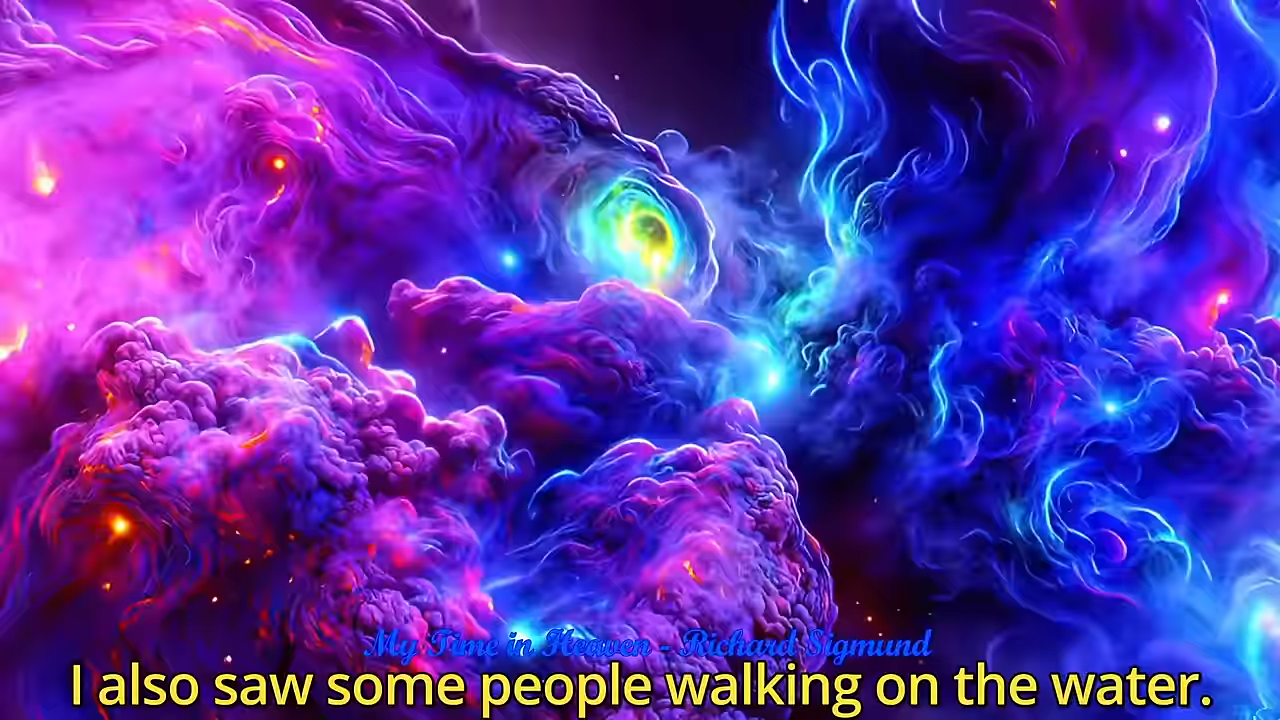 My Time in Heaven - Richard Sigmund
I also saw some people walking on the water.